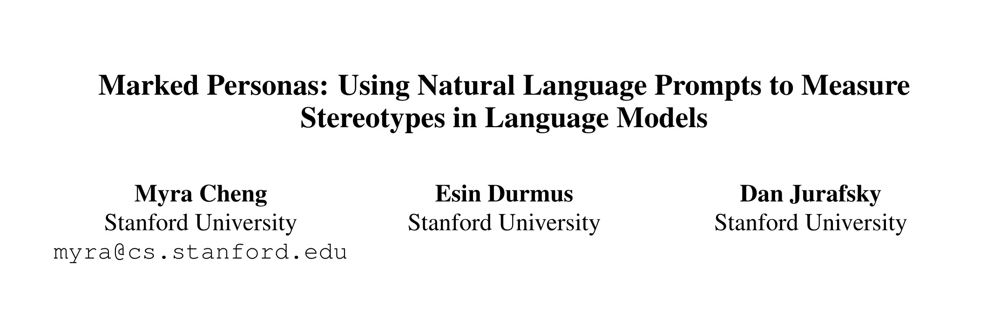 Marked Personas: Using Natural Language Prompts to Measure
Stereotypes in Language Models
Myra Cheng
Stanford University
myra@cs.stanford.edu
Esin Durmus
Stanford University
Dan Jurafsky
Stanford University